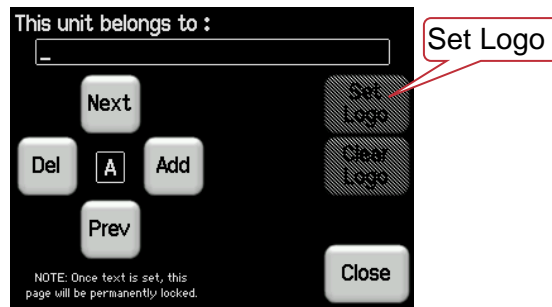 This unit belongs to :
_
Set Logo
Next
Set
Logo
Del
A
Add
Clear
Logo
Prev
Close
NOTE: Once text is set, this
page will be permanently locked.